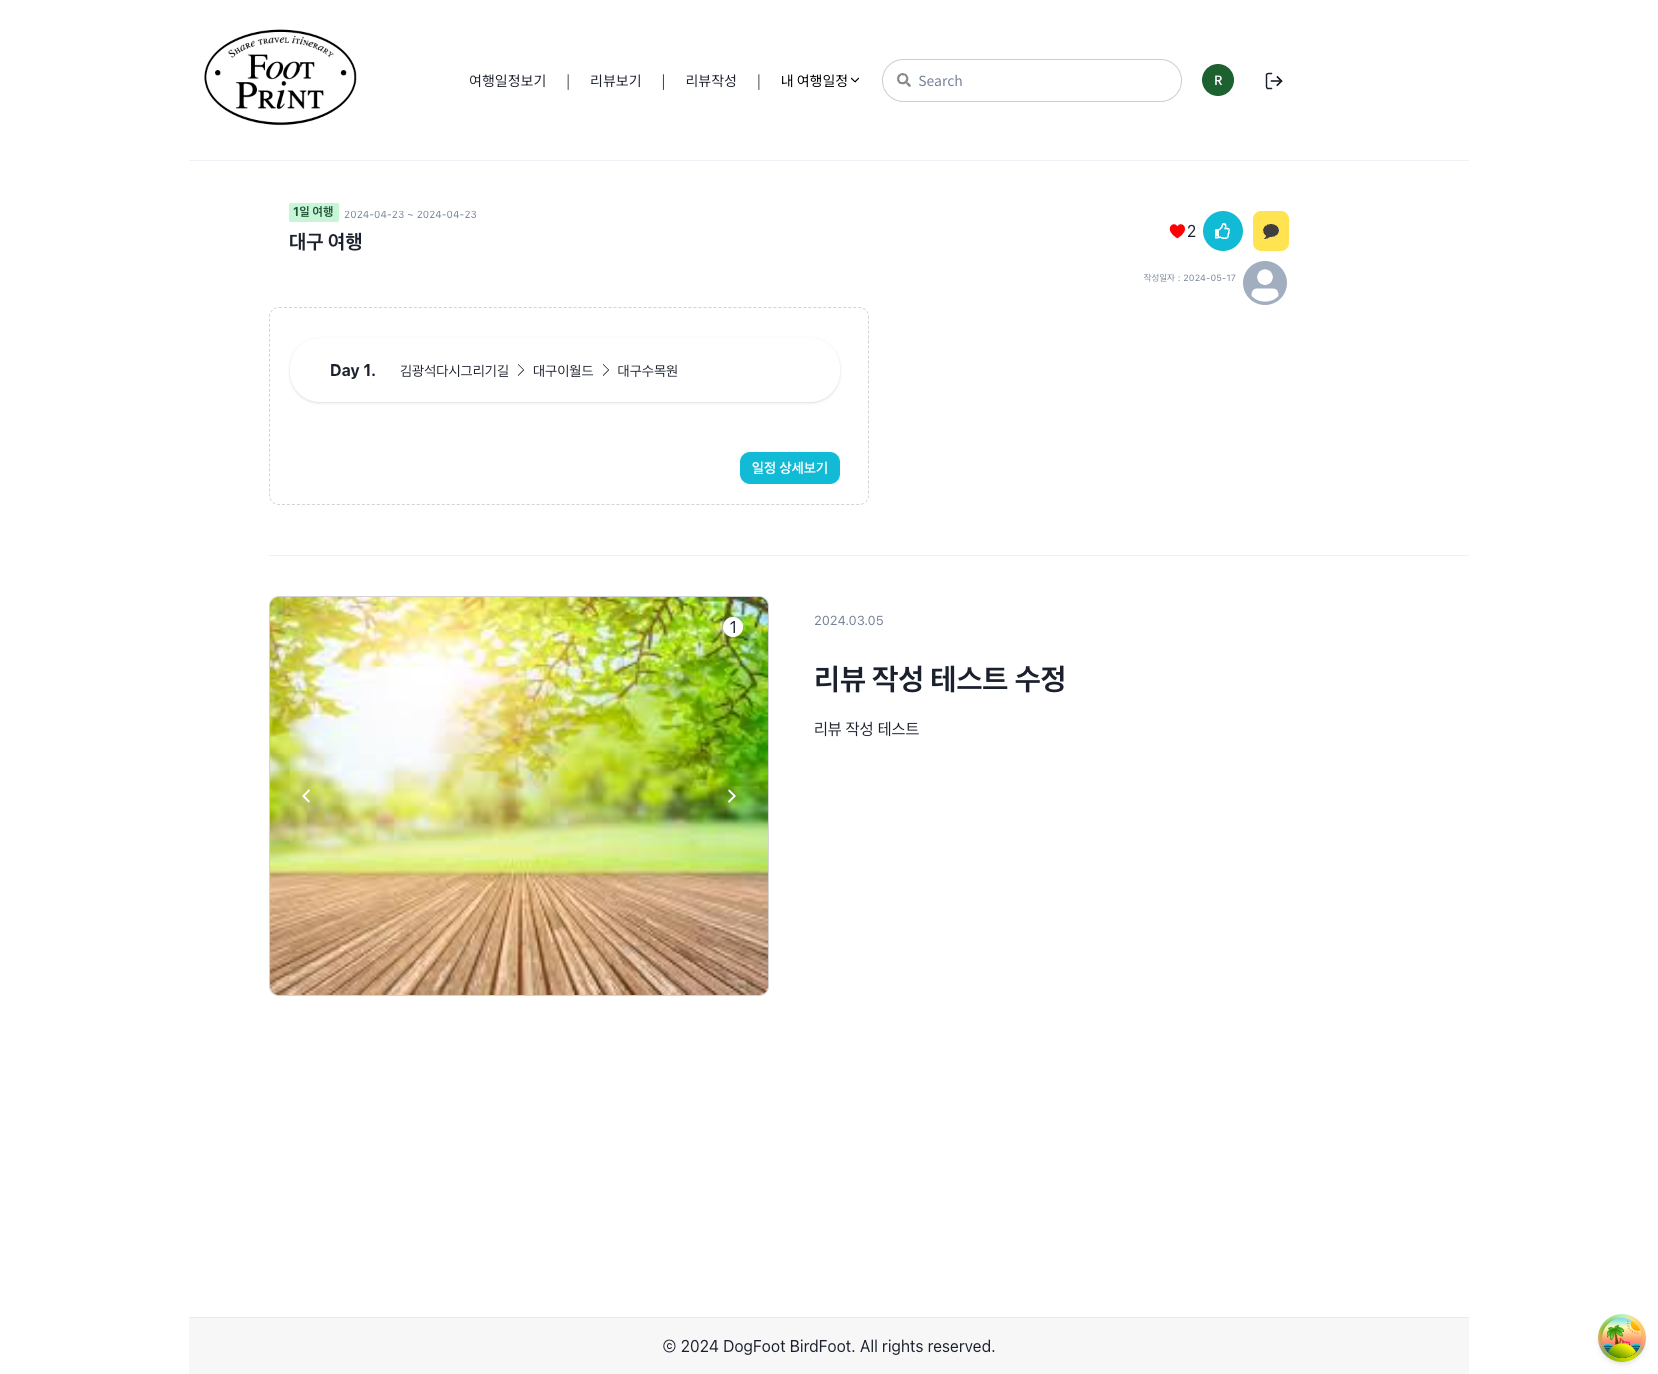 SHARE TRAVEL ITINERARY
FOOT
PRINT
여행일정보기 | 리뷰보기 | 리뷰작성 | 내 여행일정
Search
R
1일 여행 2024-04-23 ~ 2024-04-23
대구 여행
2
작성일자 : 2024-05-17
Day 1. 김광석다시그리기길 > 대구이월드 > 대구수목원
일정 상세보기
1
2024.03.05
리뷰 작성 테스트 수정
리뷰 작성 테스트
© 2024 DogFoot BirdFoot. All rights reserved.